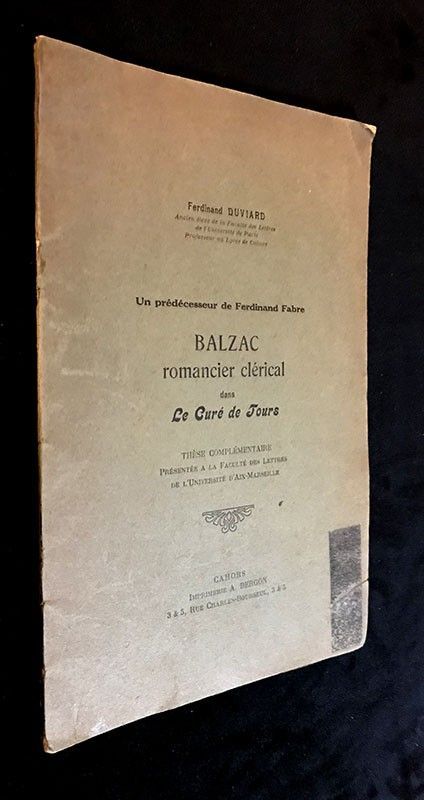 Ferdinand DUVIARD
Ancien élève de la Faculté des Lettres
de l'Université de Paris
Professeur au Lycée de Cahors
Un prédécesseur de Ferdinand Fabre
BALZAC
romancier clérical
dans
Le Curé de Tours
THÈSE COMPLÉMENTAIRE
PRÉSENTÉE A LA FACULTÉ DES LETTRES
DE L'UNIVERSITÉ D'AIX-MARSEILLE
CAHORS
IMPRIMERIE A. BERGON
3 & 5, RUE CHARLES-BOURSEUL, 3 & 5